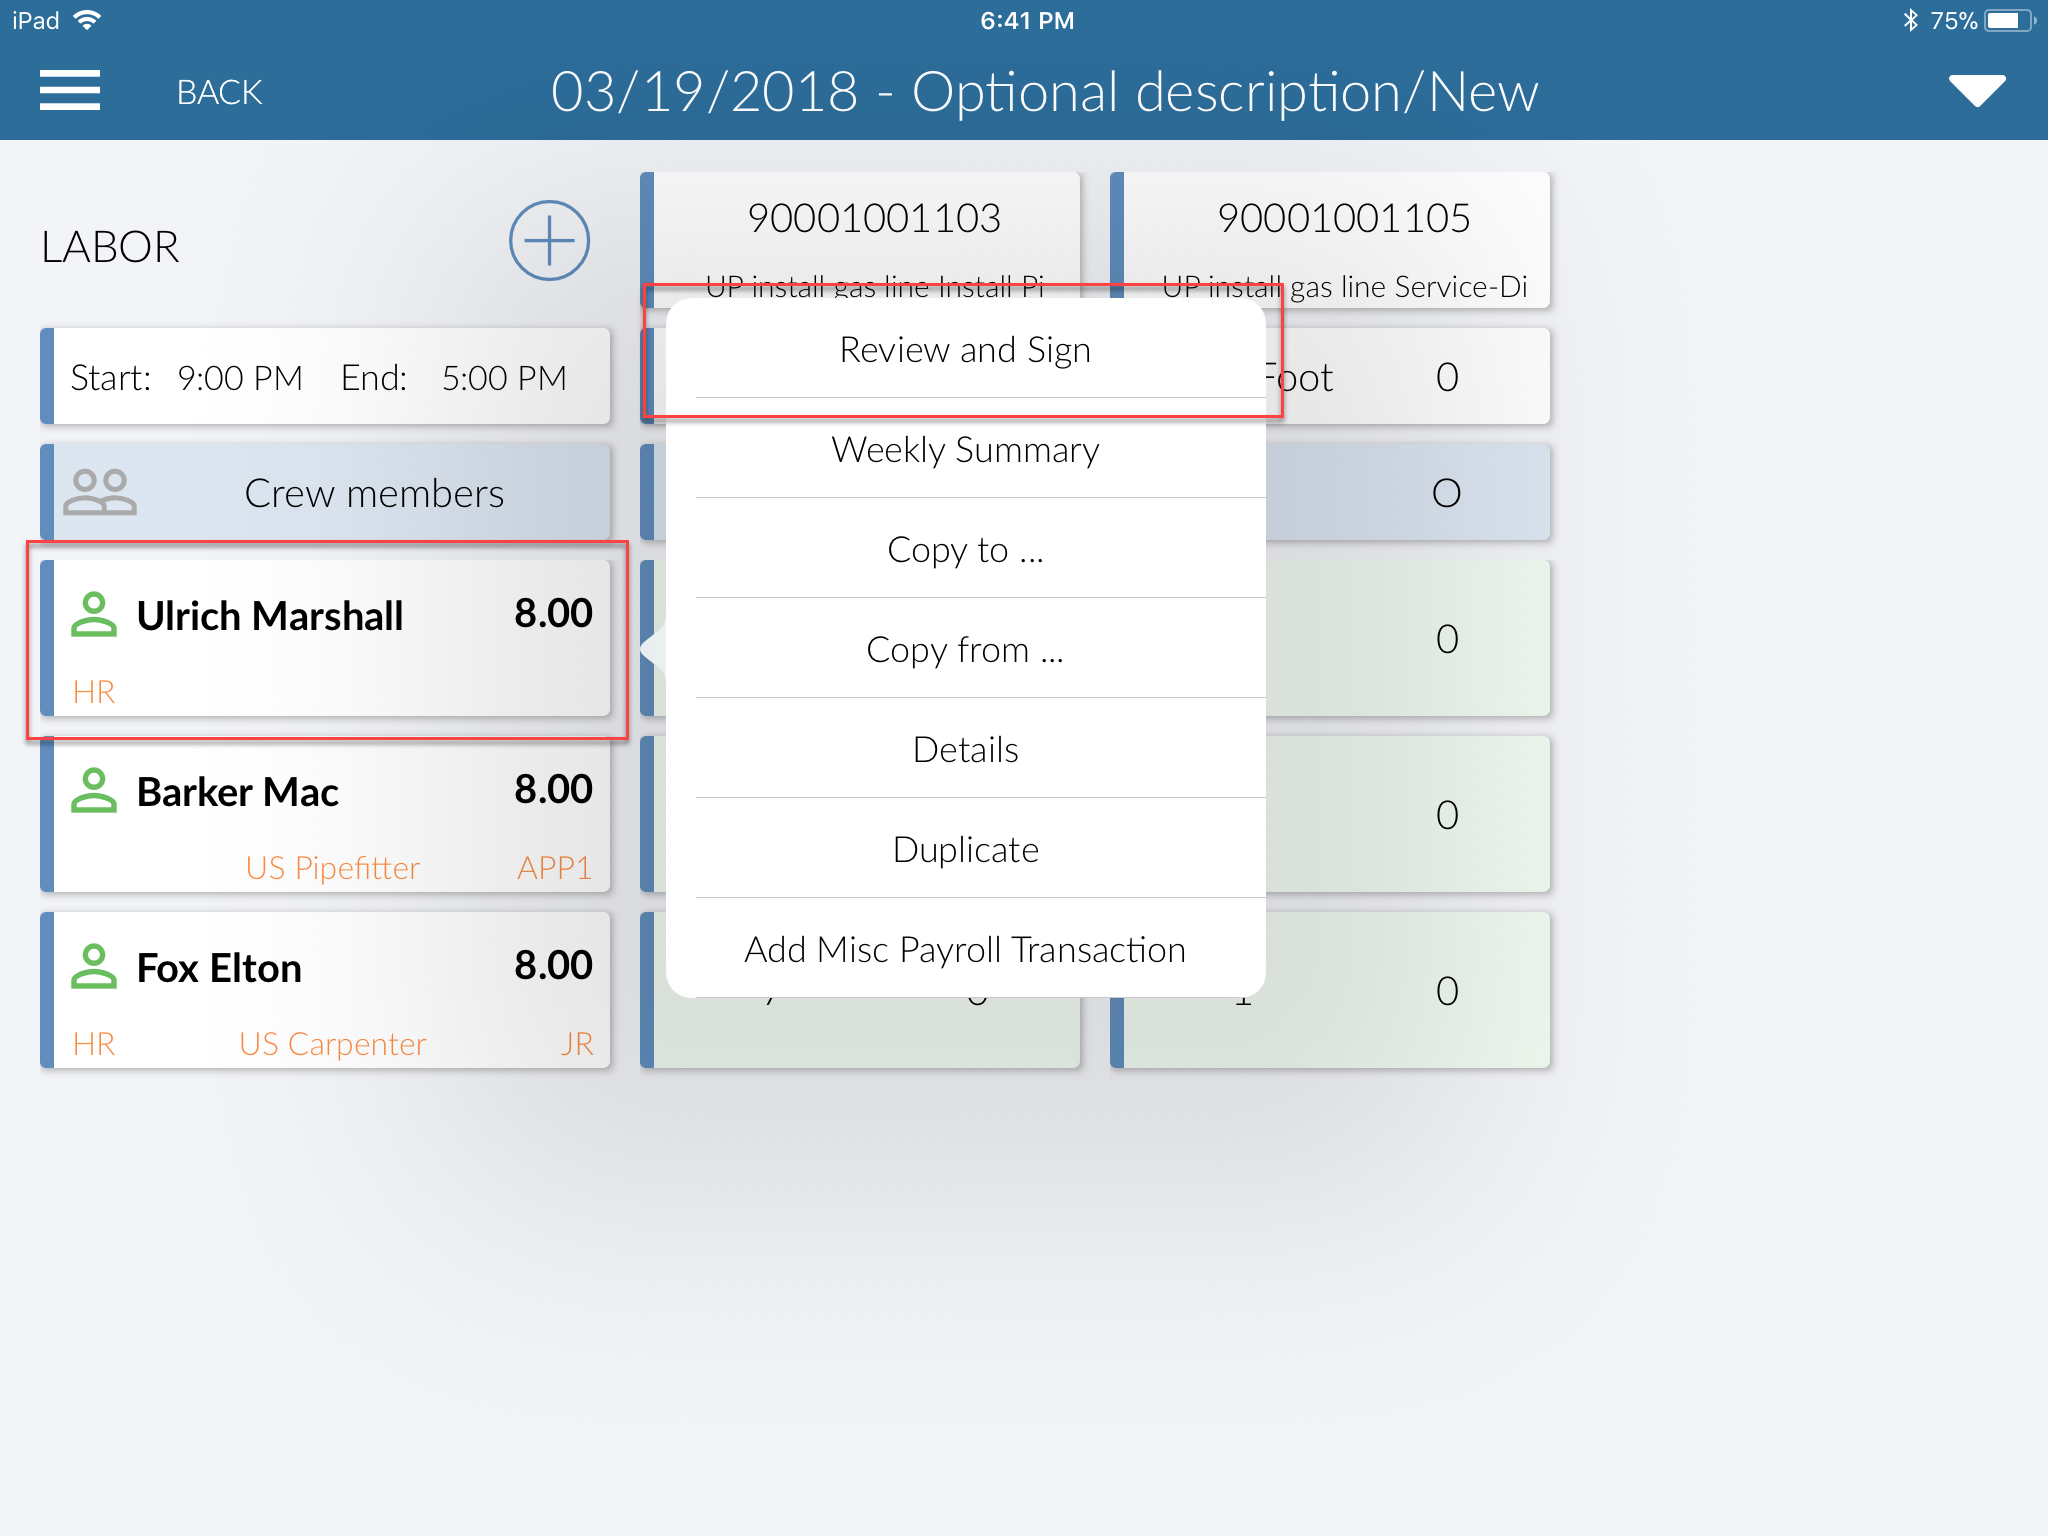 iPad 6:41 PM 75%
BACK 03/19/2018 - Optional description/New
LABOR
90001001103 90001001105
UP install gas line Install Pi UP install gas line Service-Di
Start: 9:00 PM End: 5:00 PM
Foot 0
Crew members
O
Ulrich Marshall 8.00
HR
0
Barker Mac 8.00
US Pipefitter APP1
0
Fox Elton 8.00
HR US Carpenter JR
0
Review and Sign
Weekly Summary
Copy to ...
Copy from ...
Details
Duplicate
Add Misc Payroll Transaction